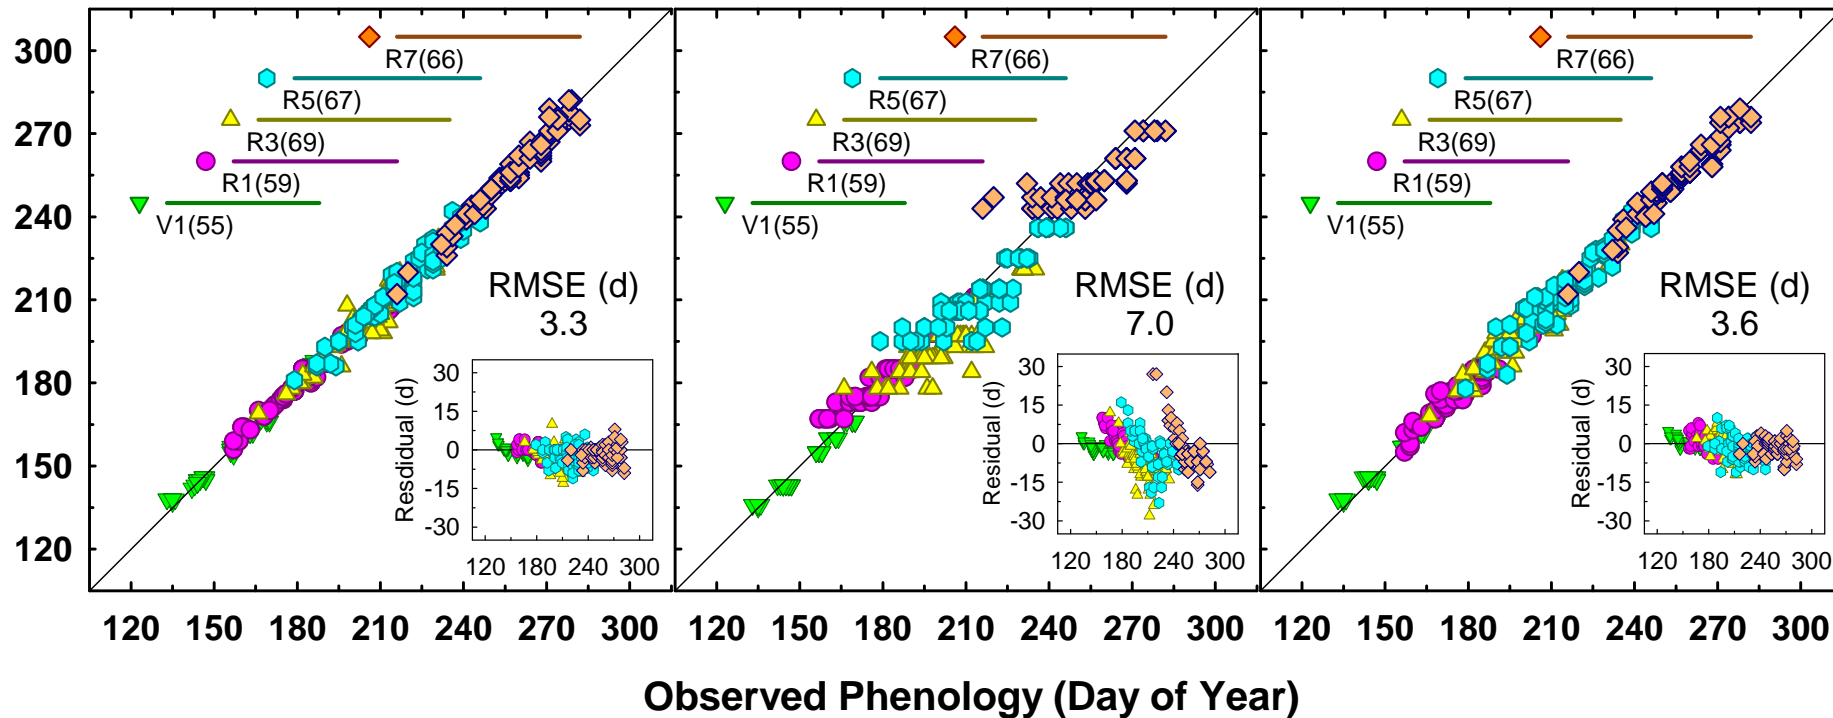 300
270
240
210
180
150
120
R7(66)
R5(67)
R3(69)
R1(59)
V1(55)
RMSE (d)
3.3
Resdidual (d)
30
15
0
-15
-30
120 180 240 300
120 150 180 210 240 270 300
R7(66)
R5(67)
R3(69)
R1(59)
V1(55)
RMSE (d)
7.0
Residual (d)
30
15
0
-15
-30
120 180 240 300
120 150 180 210 240 270 300
R7(66)
R5(67)
R3(69)
R1(59)
V1(55)
RMSE (d)
3.6
Residual (d)
30
15
0
-15
-30
120 180 240 300
120 150 180 210 240 270 300
Observed Phenology (Day of Year)